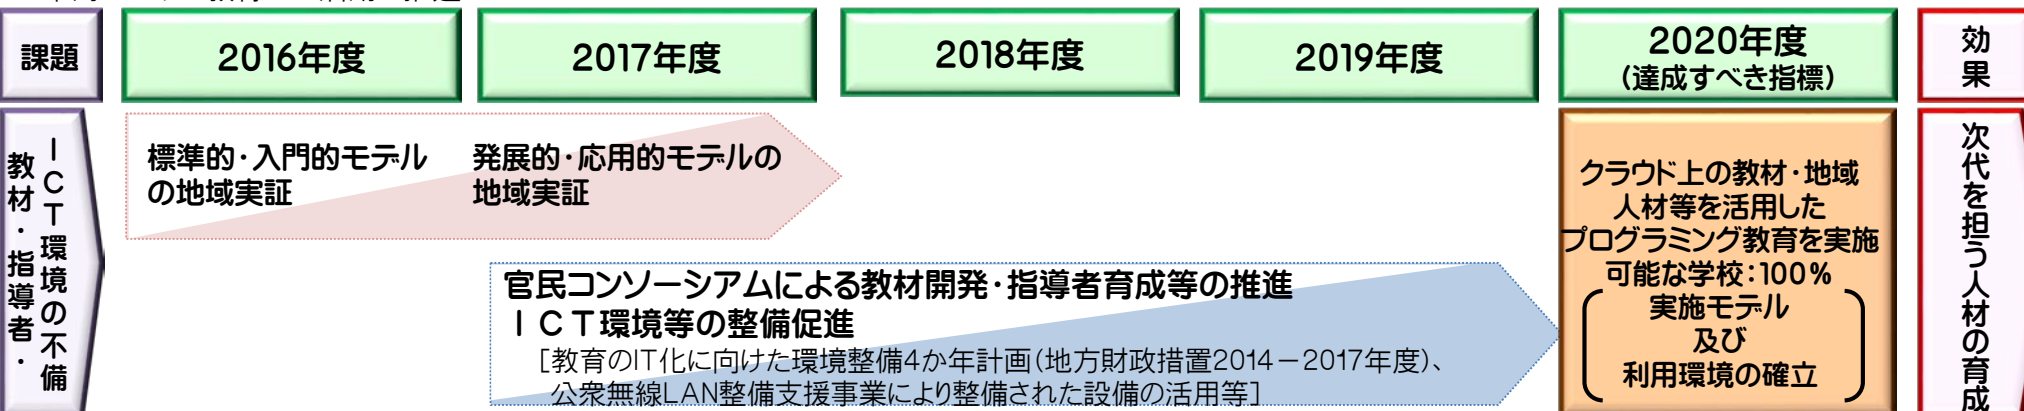 課題
2016年度
2017年度
2018年度
2019年度
2020年度
(達成すべき指標)
効
果
教材・指導者・
ICT環境の不備
標準的・入門的モデル
の地域実証
発展的・応用的モデルの
地域実証
官民コンソーシアムによる教材開発・指導者育成等の推進
ICT環境等の整備促進
[教育のIT化に向けた環境整備4か年計画(地方財政措置2014－2017年度)、
公衆無線LAN整備支援事業により整備された設備の活用等]
クラウド上の教材・地域
人材等を活用した
プログラミング教育を実施
可能な学校：100%
実施モデル
及び
利用環境の確立
次代を担う人材の育成